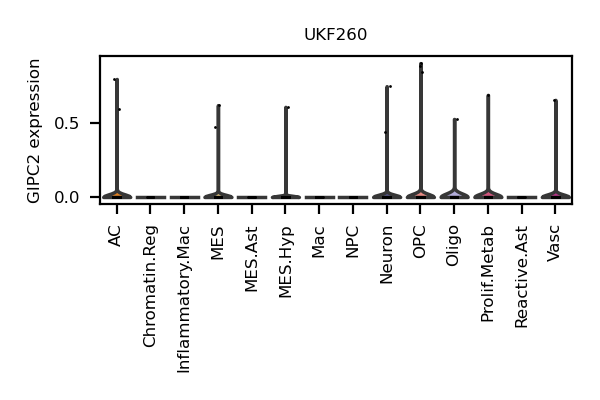 UKF260
GIPC2 expression
0.5
0.0
AC
Chromatin.Reg
Inflammatory.Mac
MES
MES.Ast
MES.Hyp
Mac
NPC
Neuron
OPC
Oligo
Prolif.Metab
Reactive.Ast
Vasc